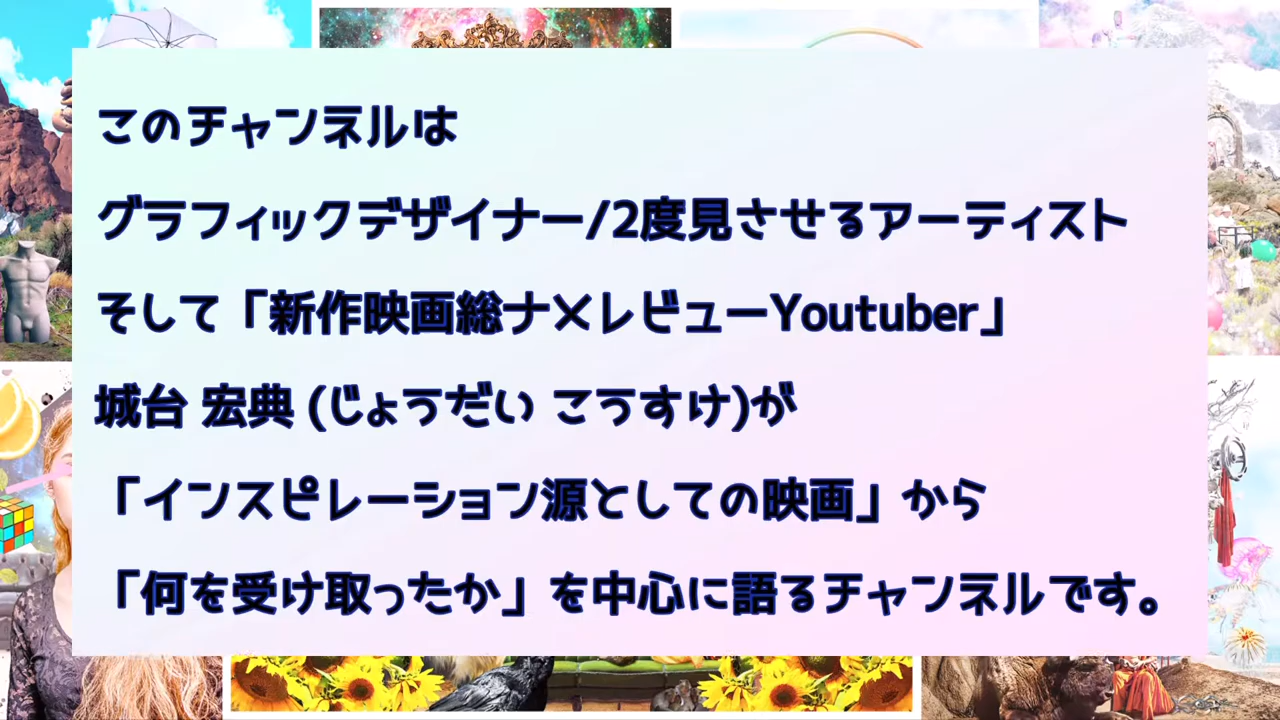 このチャンネルは
グラフィックデザイナー/2度見させるアーティスト
そして「新作映画総ナメレビューYoutuber」
城台 宏典 (じょうだい こうすけ)が
「インスピレーション源としての映画」から
「何を受け取ったか」を中心に語るチャンネルです。